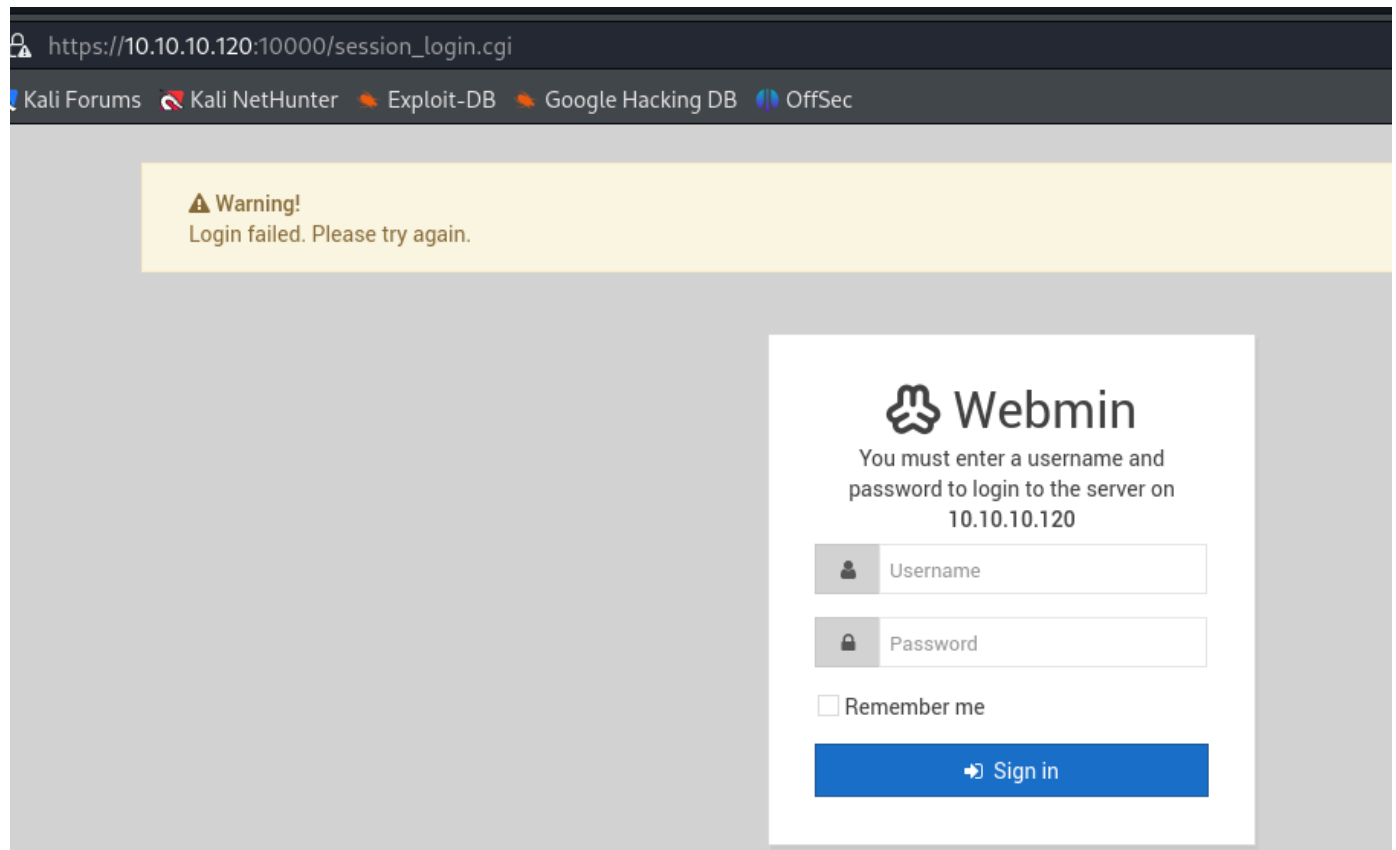 https://10.10.10.120:10000/session_login.cgi
Kali Forums Kali NetHunter Exploit-DB Google Hacking DB OffSec
Warning!
Login failed. Please try again.
Webmin
You must enter a username and
password to login to the server on
10.10.10.120
Username
Password
Remember me
Sign in